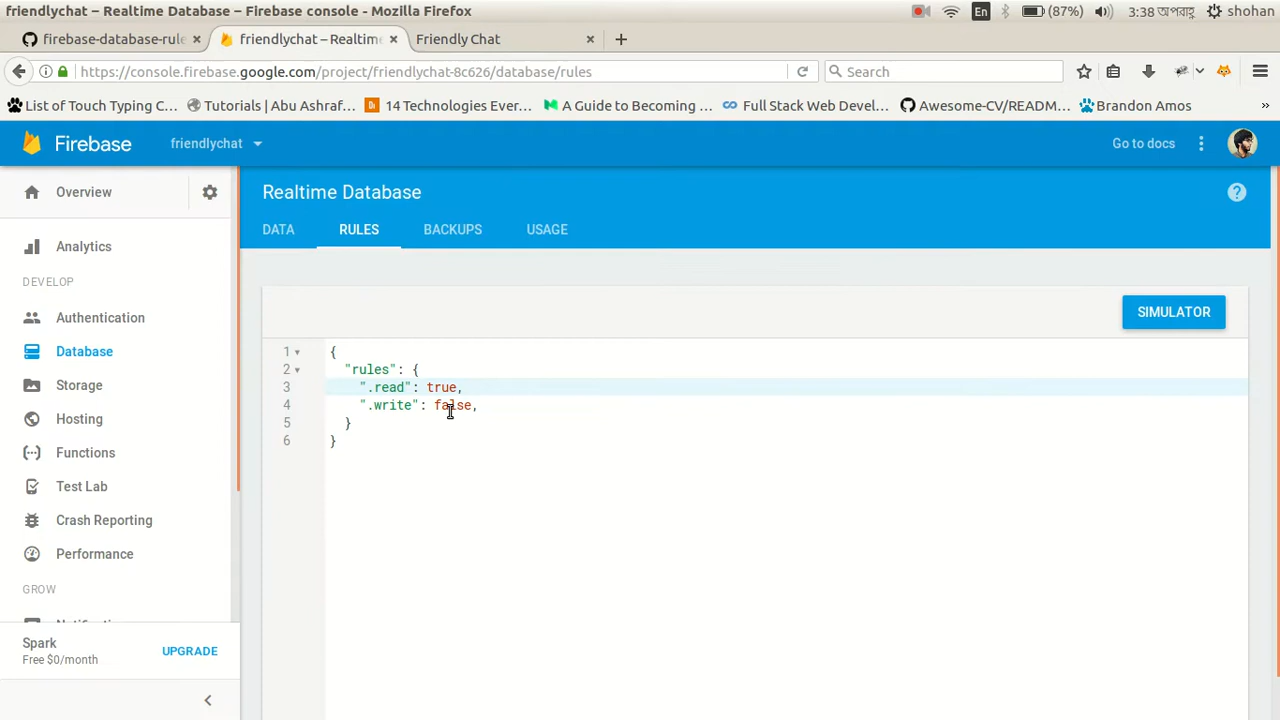 friendlychat – Realtime Database – Firebase console - Mozilla Firefox
En
(87%)
3:38 অপরাহ্ন
shohan
firebase-database-rule
friendlychat – Realtime
Friendly Chat
https://console.firebase.google.com/project/friendlychat-8c626/database/rules
Search
List of Touch Typing C...
Tutorials | Abu Ashraf...
14 Technologies Ever...
A Guide to Becoming ...
Full Stack Web Devel...
Awesome-CV/READM...
Brandon Amos
»
Firebase
friendlychat
Go to docs
Overview
Realtime Database
DATA
RULES
BACKUPS
USAGE
Analytics
DEVELOP
Authentication
Database
Storage
Hosting
Functions
Test Lab
Crash Reporting
Performance
GROW
SIMULATOR
1 {
2 "rules": {
3 ".read": true,
4 ".write": false,
5 }
6 }
Spark
Free $0/month
UPGRADE